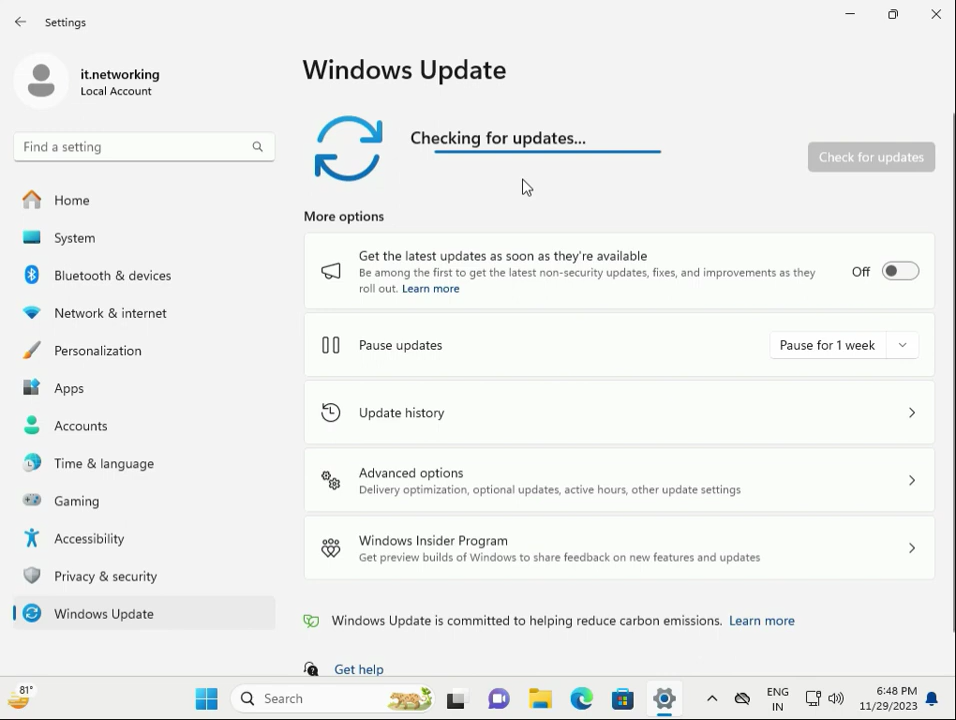 Settings
it.networking
Local Account
Find a setting
Home
System
Bluetooth & devices
Network & internet
Personalization
Apps
Accounts
Time & language
Gaming
Accessibility
Privacy & security
Windows Update
Windows Update
Checking for updates...
Check for updates
More options
Get the latest updates as soon as they're available
Be among the first to get the latest non-security updates, fixes, and improvements as they
roll out. Learn more
Off
Pause updates
Pause for 1 week
Update history
Advanced options
Delivery optimization, optional updates, active hours, other update settings
Windows Insider Program
Get preview builds of Windows to share feedback on new features and updates
Windows Update is committed to helping reduce carbon emissions. Learn more
Get help
81°
Search
ENG
IN
6:48 PM
11/29/2023